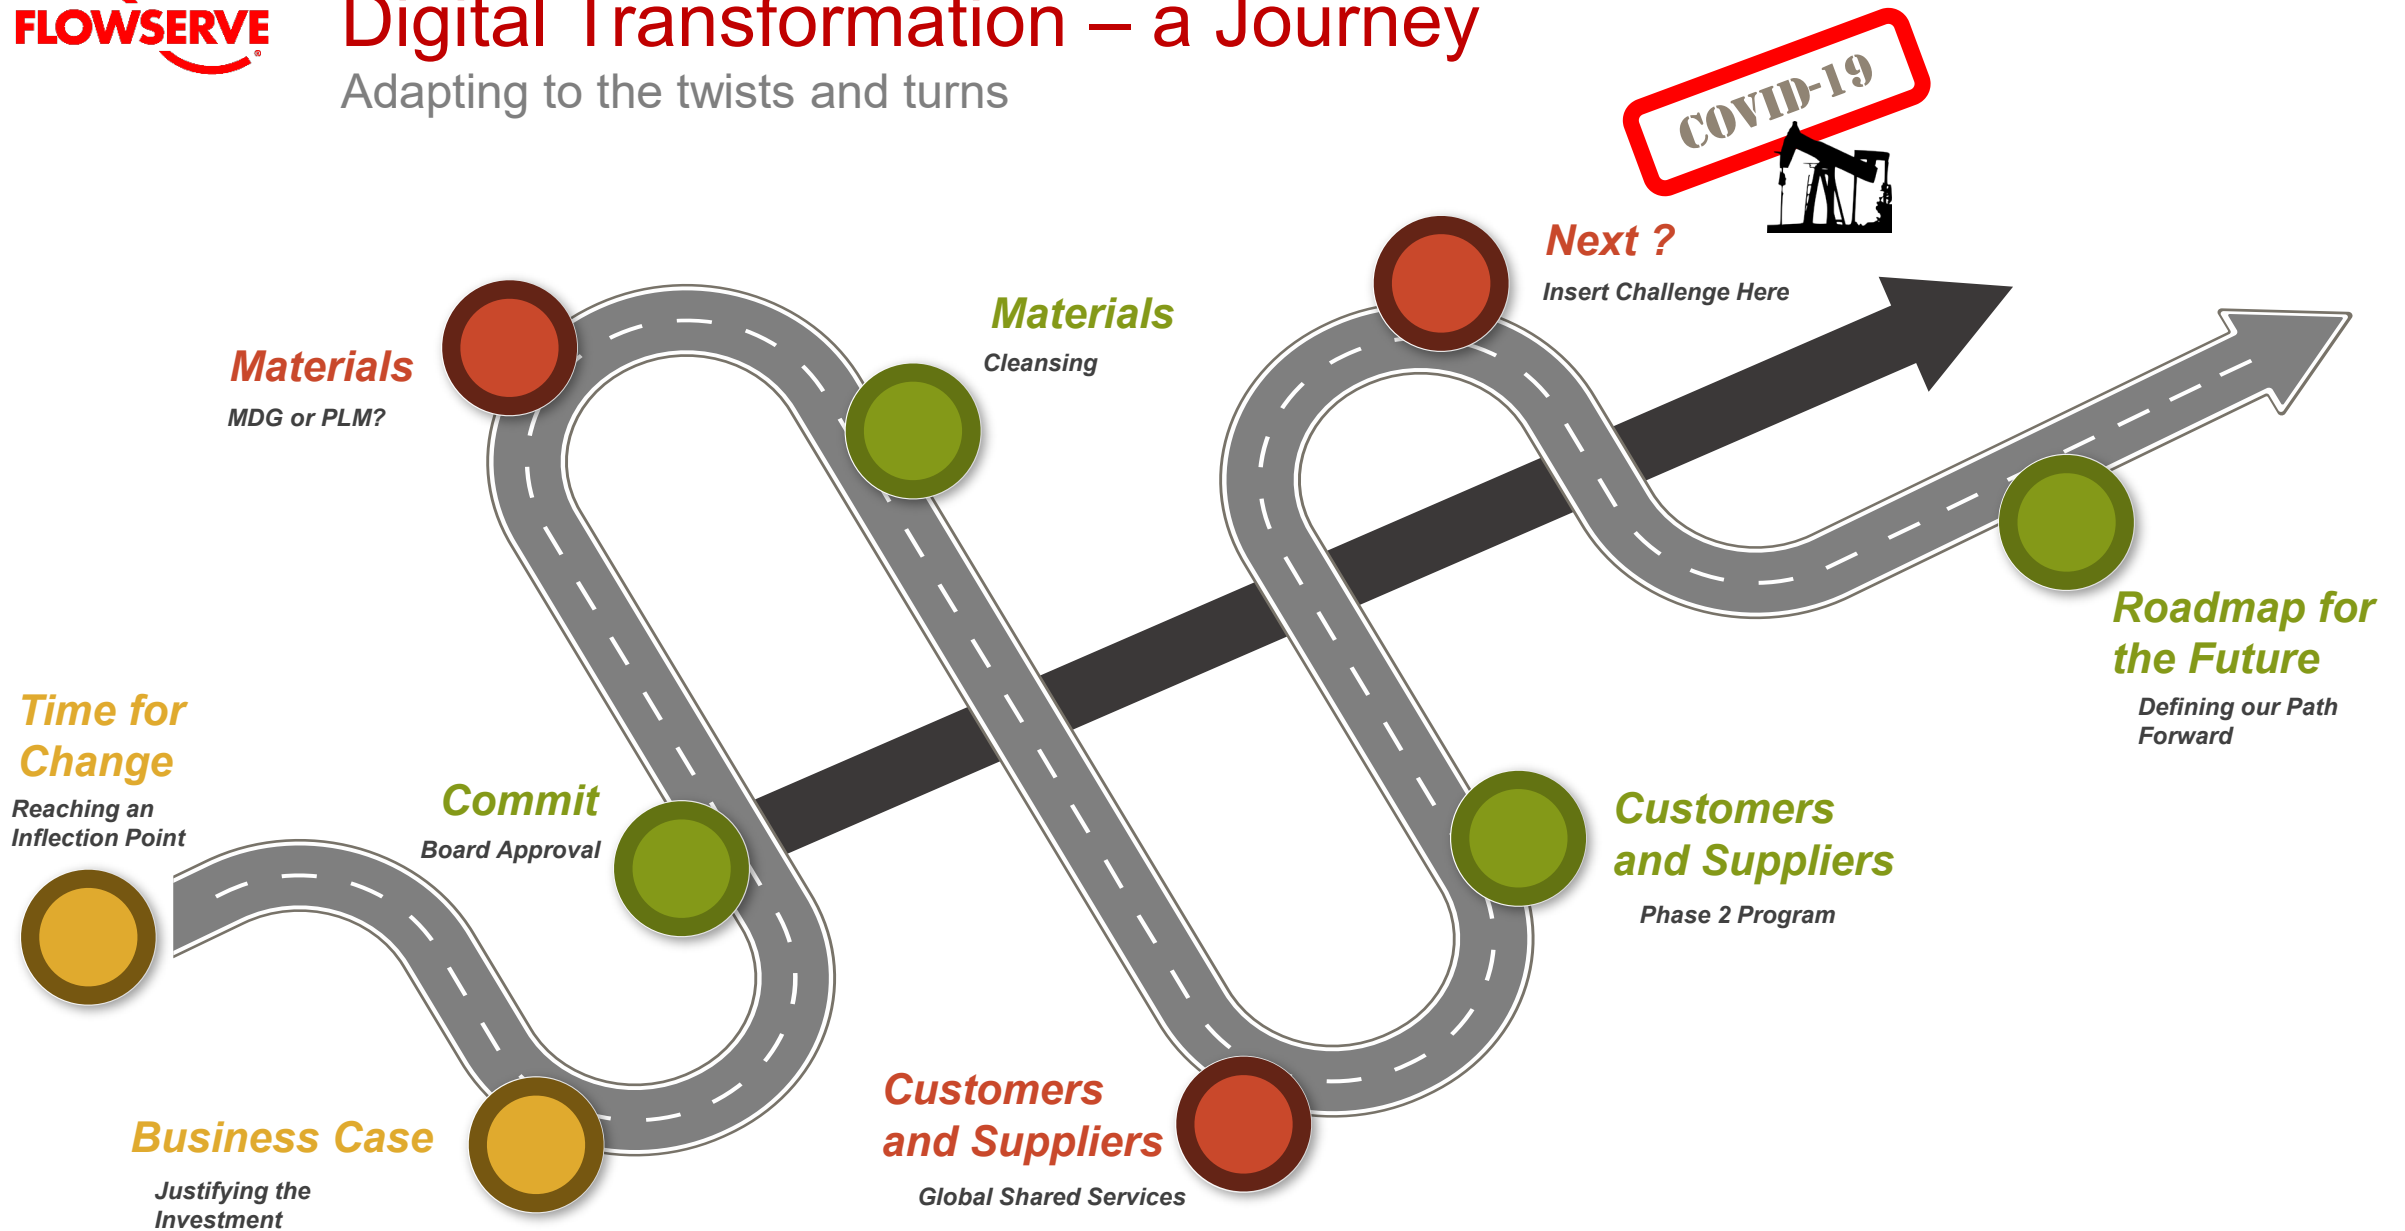 FLOWSERVE
®
Digital Transformation – a Journey
Adapting to the twists and turns
COVID-19
Next ?
Insert Challenge Here
Materials
Cleansing
Materials
MDG or PLM?
Roadmap for
the Future
Defining our Path
Forward
Time for
Change
Reaching an
Inflection Point
Commit
Board Approval
Customers
and Suppliers
Phase 2 Program
Customers
and Suppliers
Global Shared Services
Business Case
Justifying the
Investment